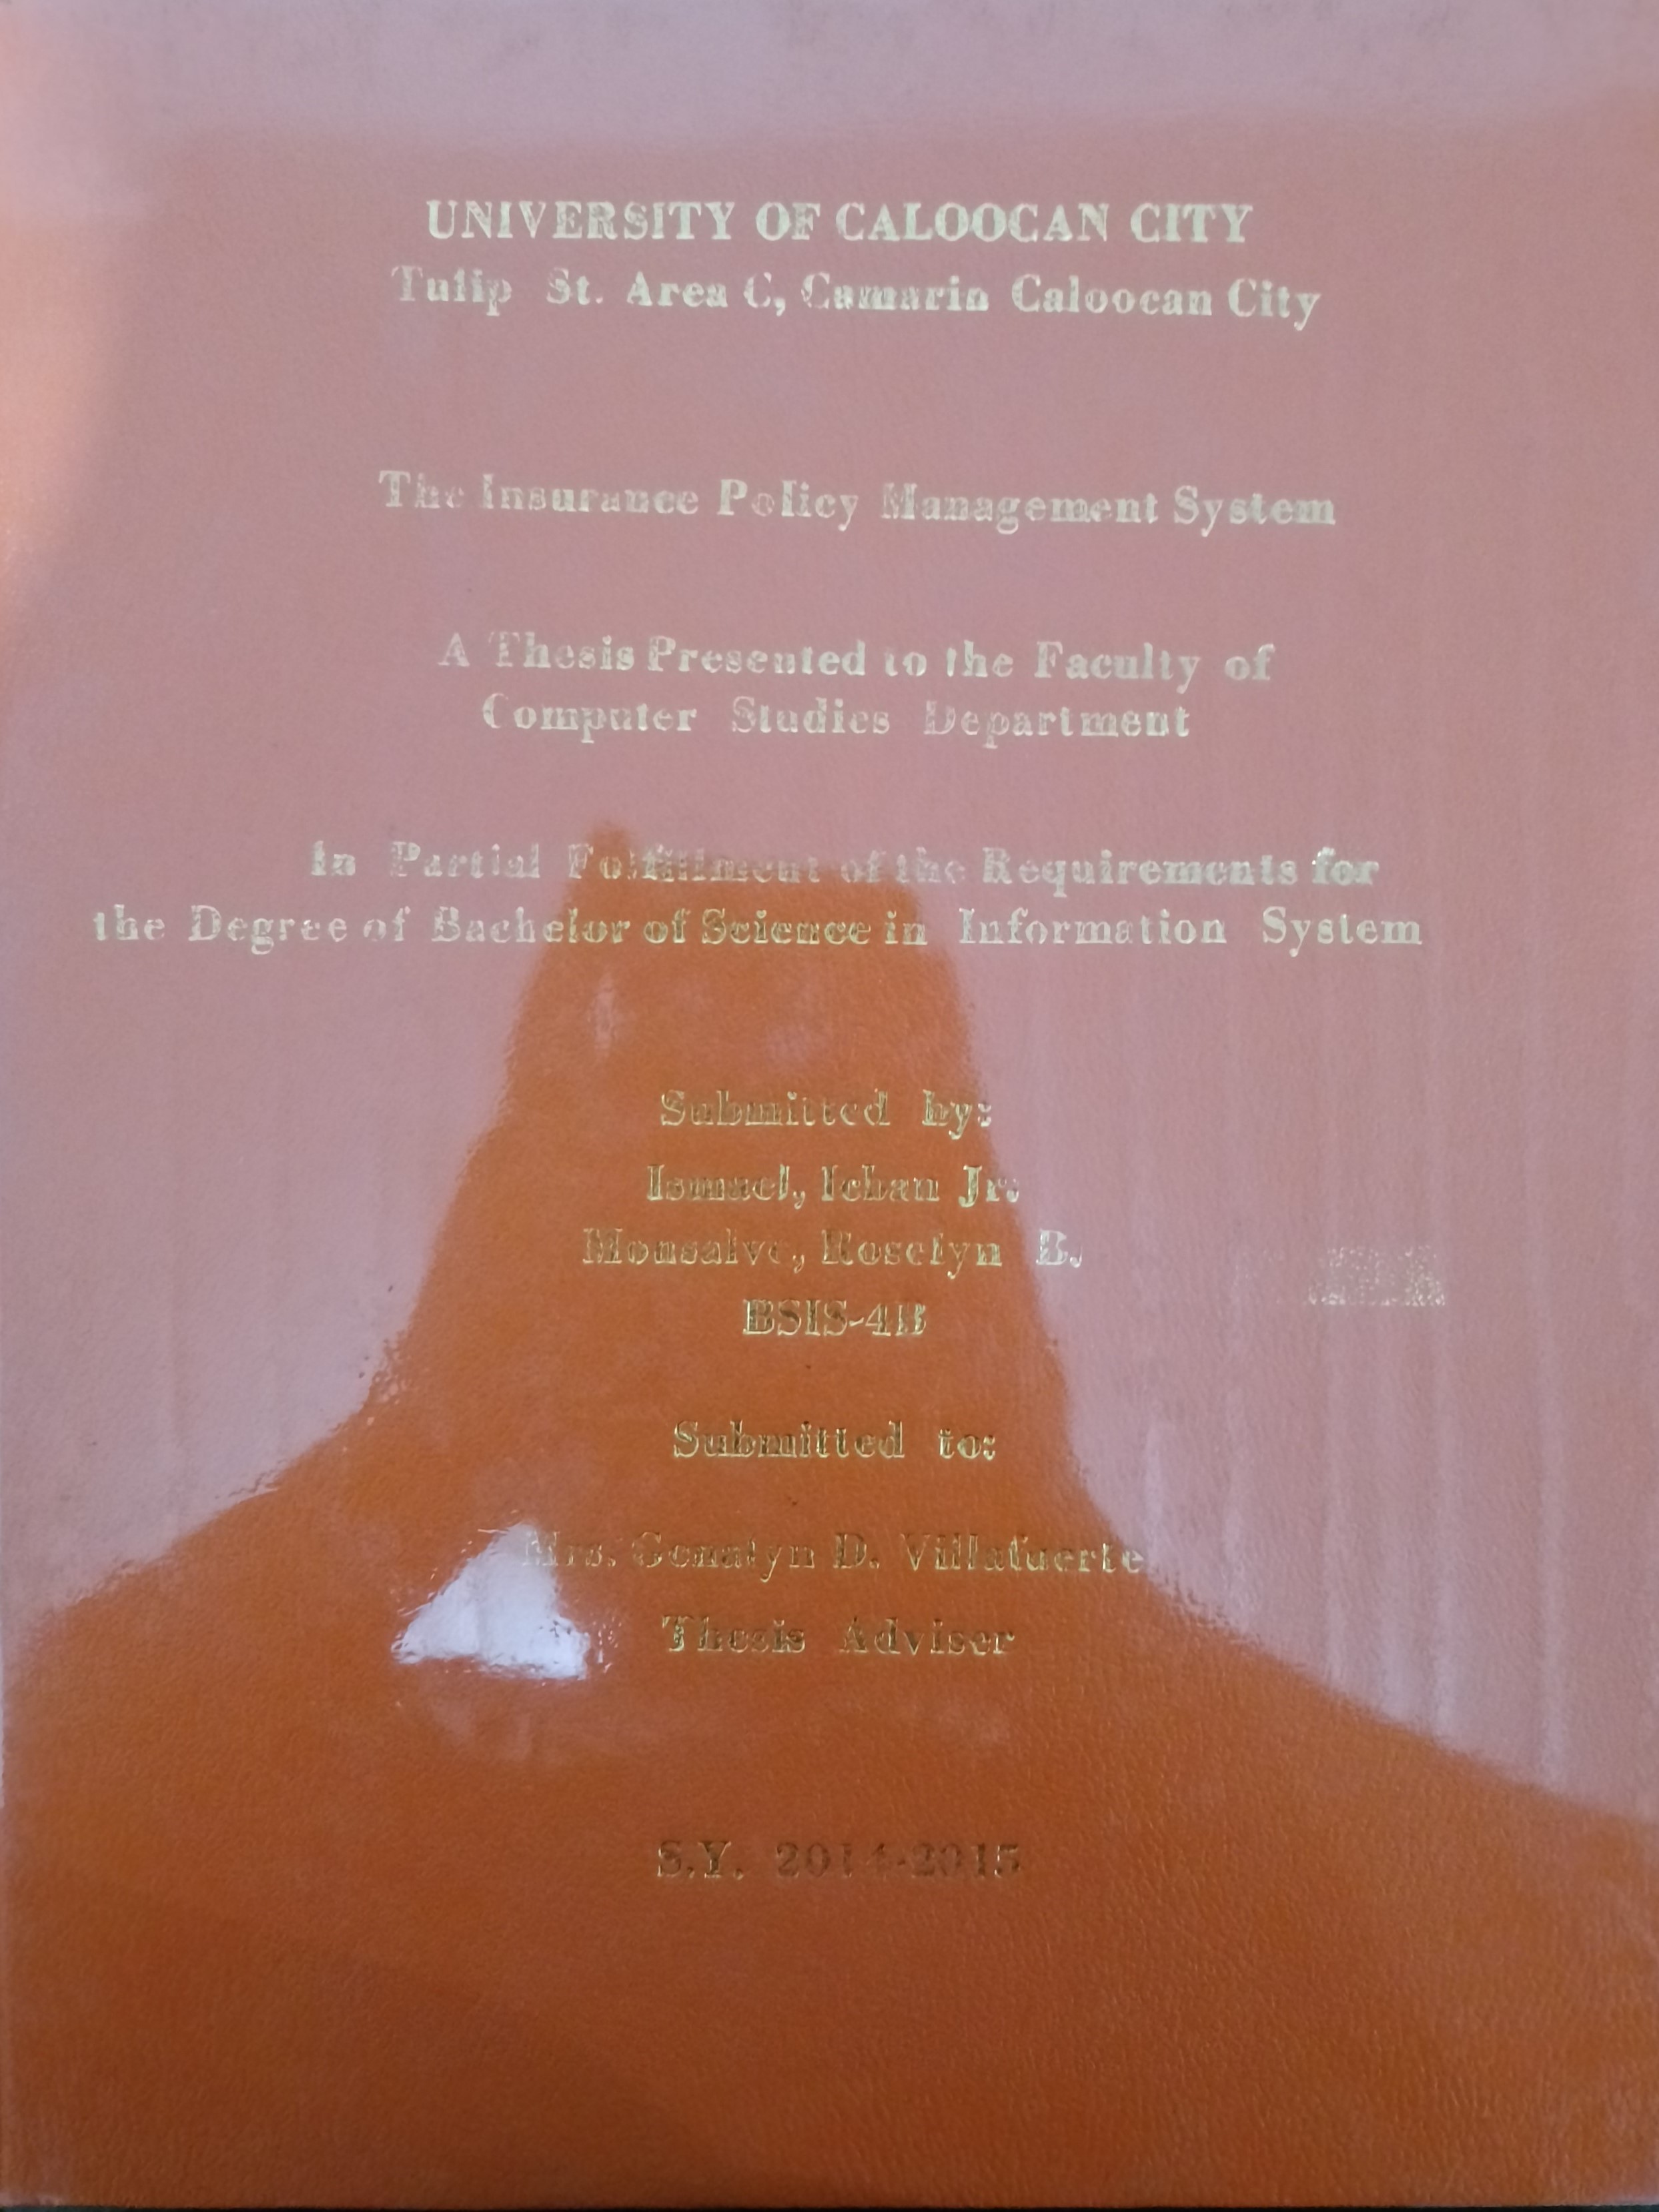 UNIVERSITY OF CALOOCAN CITY
Tulip St. Area C, Camarin Caloocan City
The Insurance Policy Management System
A Thesis Presented to the Faculty of
Computer Studies Department
In Partial Fulfillment of the Requirements for
the Degree of Bachelor of Science in Information System
Submitted by:
Ismael, Ichan Jr.
Monsalve, Roselyn B.
BSIS-4B
Submitted to:
Mrs. Genalyn D. Villafuerte
Thesis Adviser
S.Y. 2014-2015